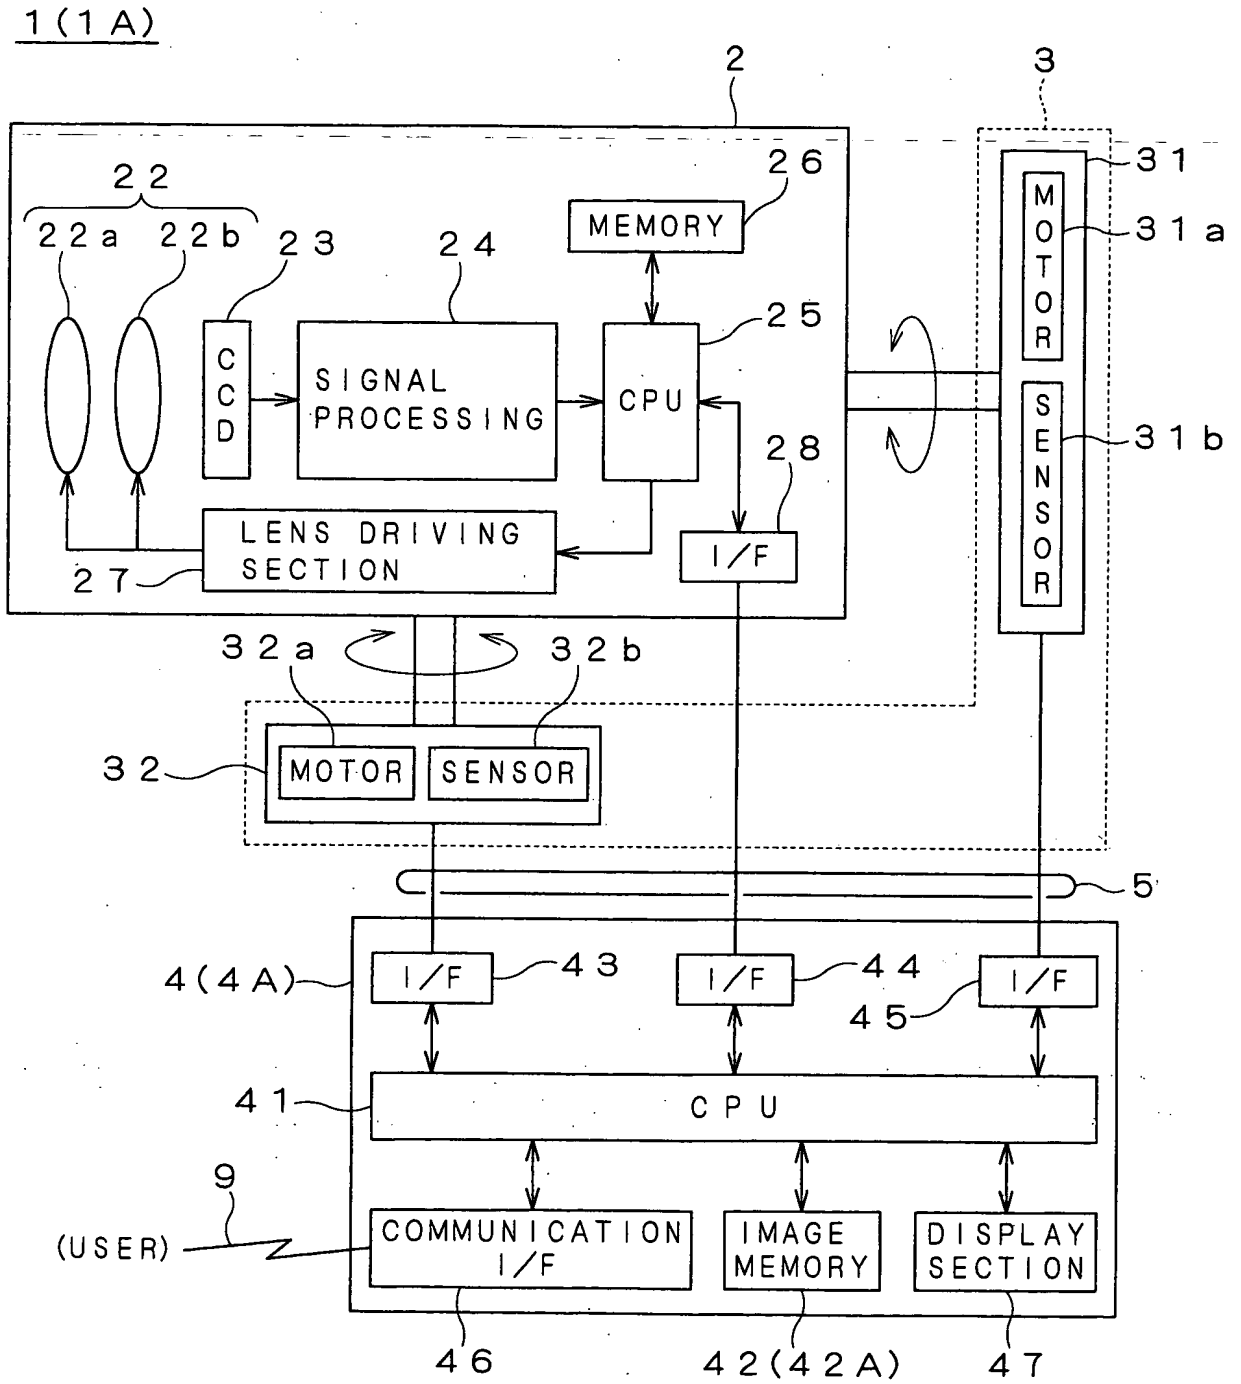 1(1A)
2
3
22
26
31
22a 22b 23 24
MEMORY
MOTOR
31a
25
CCD
SIGNAL
PROCESSING
CPU
SENSOR
31b
28
LENS DRIVING
SECTION
27
I/F
32a 32b
32
MOTOR SENSOR
5
4(4A)
I/F 43
I/F 44
45 I/F
41
CPU
9
(USER)
COMMUNICATION
I/F
IMAGE
MEMORY
DISPLAY
SECTION
46 42(42A) 47